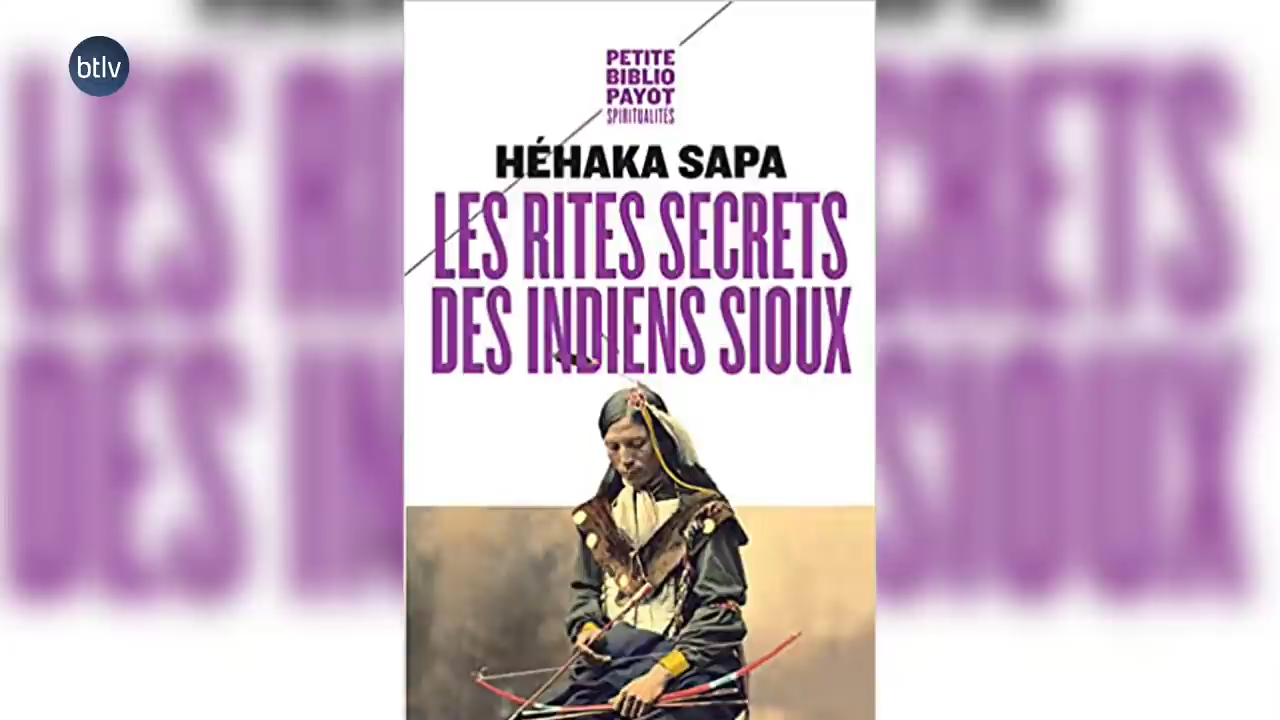 btlv
PETITE
BIBLIO
PAYOT
SPIRITUALITÉS
HÉHAKA SAPA
LES RITES SECRETS
DES INDIENS SIOUX